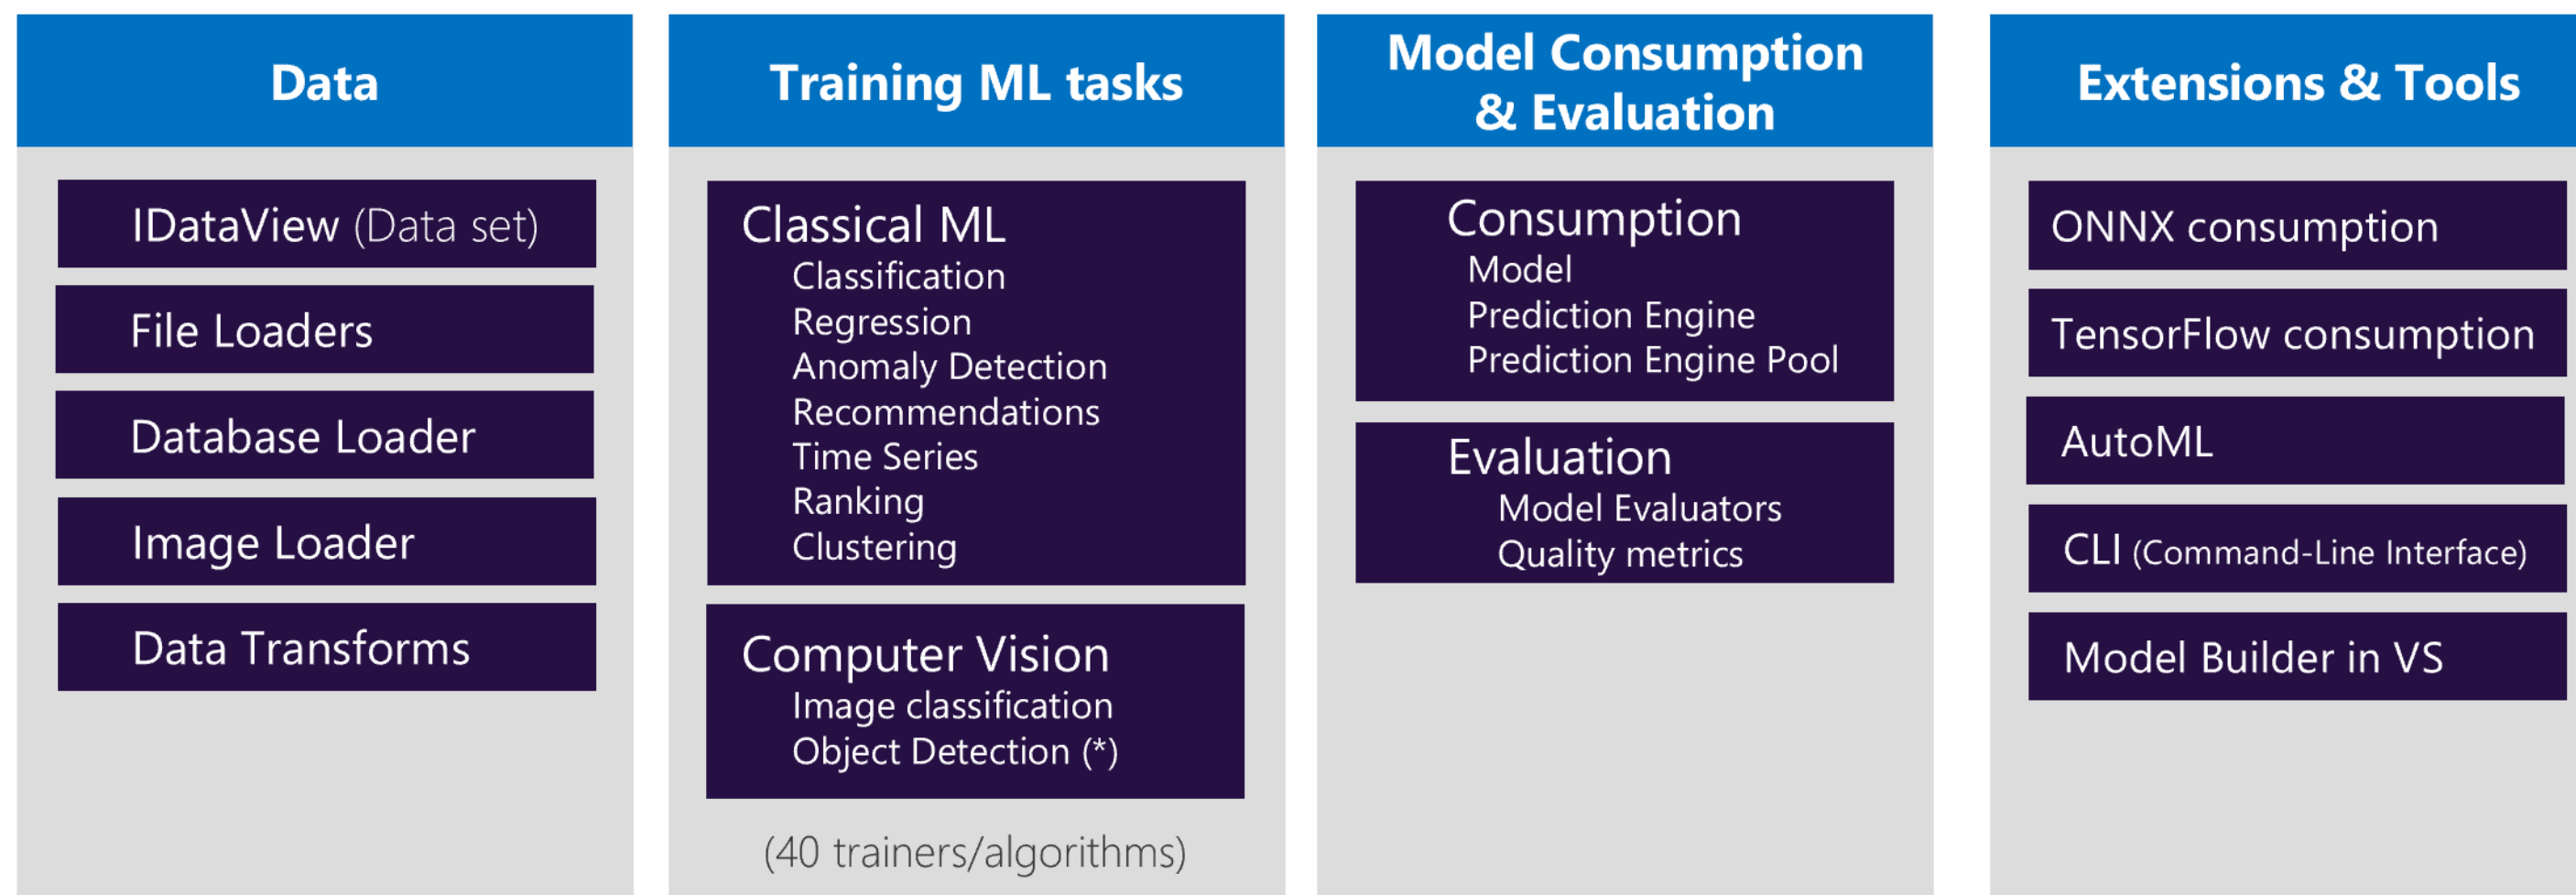 Data
IDataView (Data set)
File Loaders
Database Loader
Image Loader
Data Transforms
Training ML tasks
Classical ML
Classification
Regression
Anomaly Detection
Recommendations
Time Series
Ranking
Clustering
Computer Vision
Image classification
Object Detection (*)
(40 trainers/algorithms)
Model Consumption
& Evaluation
Consumption
Model
Prediction Engine
Prediction Engine Pool
Evaluation
Model Evaluators
Quality metrics
Extensions & Tools
ONNX consumption
TensorFlow consumption
AutoML
CLI (Command-Line Interface)
Model Builder in VS